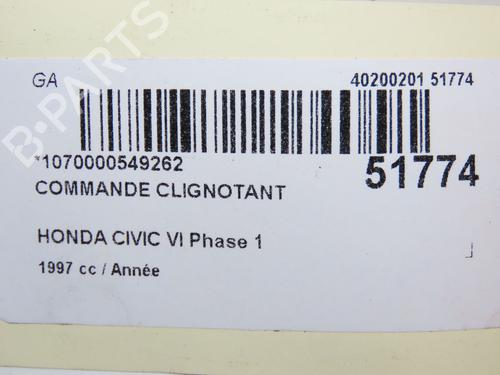 GA
40200201 51774
*1070000549262
51774
COMMANDE CLIGNOTANT
HONDA CIVIC VI Phase 1
1997 cc / Année
B-PARTS